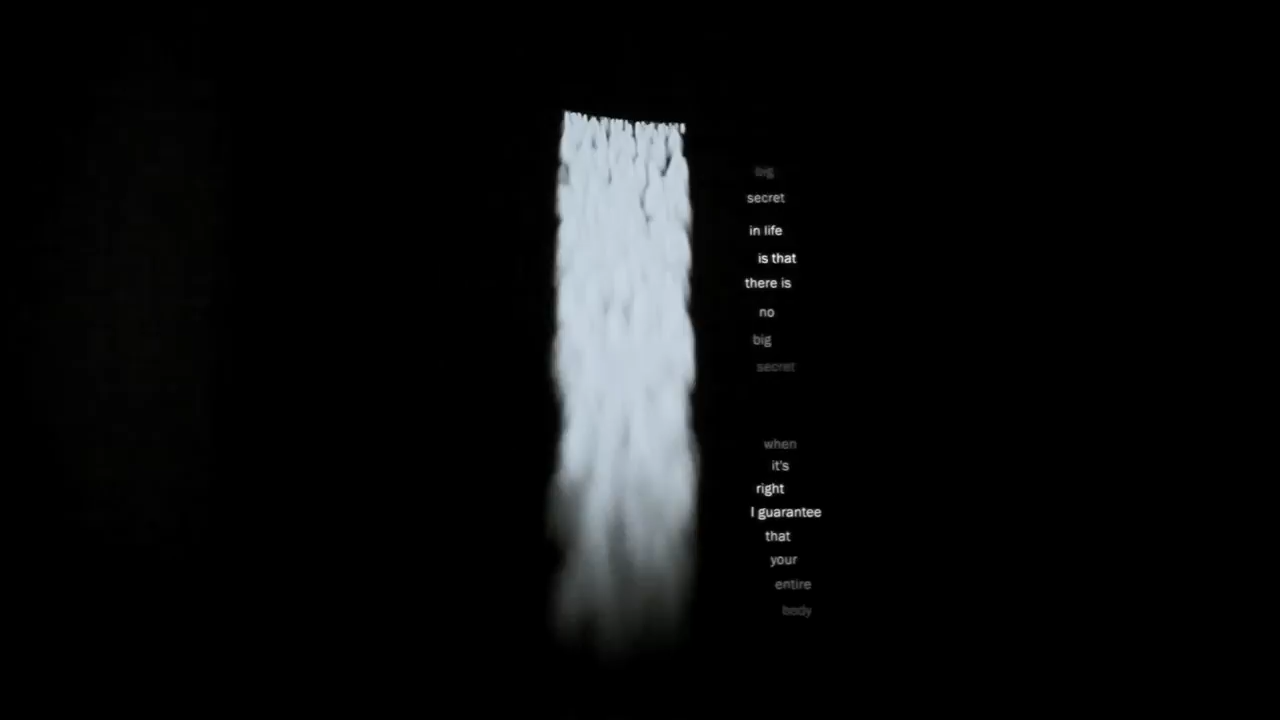 big
secret
in life
is that
there is
no
big
secret
when
it's
right
I guarantee
that
your
entire
body